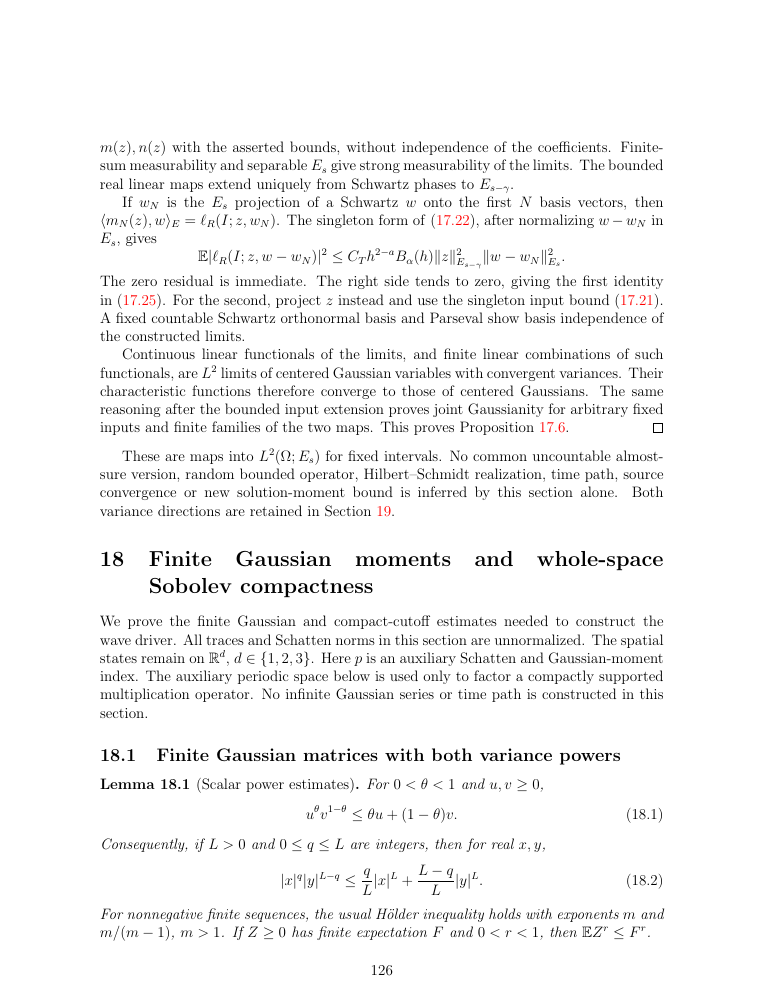 m(z), n(z) with the asserted bounds, without independence of the coefficients. Finite-
sum measurability and separable E_s give strong measurability of the limits. The bounded
real linear maps extend uniquely from Schwartz phases to E_{s−γ}.
If w_N is the E_s projection of a Schwartz w onto the first N basis vectors, then
⟨m_N(z), w⟩_E = ℓ_R(I; z, w_N). The singleton form of (17.22), after normalizing w − w_N in
E_s, gives
𝔼|ℓ_R(I; z, w − w_N)|² ≤ C_T h^{2−a} B_α(h)‖z‖²_{E_{s−γ}} ‖w − w_N‖²_{E_s}.
The zero residual is immediate. The right side tends to zero, giving the first identity
in (17.25). For the second, project z instead and use the singleton input bound (17.21).
A fixed countable Schwartz orthonormal basis and Parseval show basis independence of
the constructed limits.
Continuous linear functionals of the limits, and finite linear combinations of such
functionals, are L² limits of centered Gaussian variables with convergent variances. Their
characteristic functions therefore converge to those of centered Gaussians. The same
reasoning after the bounded input extension proves joint Gaussianity for arbitrary fixed
inputs and finite families of the two maps. This proves Proposition 17.6. □
These are maps into L²(Ω; E_s) for fixed intervals. No common uncountable almost-
sure version, random bounded operator, Hilbert–Schmidt realization, time path, source
convergence or new solution-moment bound is inferred by this section alone. Both
variance directions are retained in Section 19.
18 Finite Gaussian moments and whole-space
Sobolev compactness
We prove the finite Gaussian and compact-cutoff estimates needed to construct the
wave driver. All traces and Schatten norms in this section are unnormalized. The spatial
states remain on ℝ^d, d ∈ {1, 2, 3}. Here p is an auxiliary Schatten and Gaussian-moment
index. The auxiliary periodic space below is used only to factor a compactly supported
multiplication operator. No infinite Gaussian series or time path is constructed in this
section.
18.1 Finite Gaussian matrices with both variance powers
Lemma 18.1 (Scalar power estimates). For 0 < θ < 1 and u, v ≥ 0,
u^θ v^{1−θ} ≤ θu + (1 − θ)v. (18.1)
Consequently, if L > 0 and 0 ≤ q ≤ L are integers, then for real x, y,
|x|^q |y|^{L−q} ≤ \frac{q}{L}|x|^L + \frac{L − q}{L}|y|^L. (18.2)
For nonnegative finite sequences, the usual Hölder inequality holds with exponents m and
m/(m − 1), m > 1. If Z ≥ 0 has finite expectation F and 0 < r < 1, then 𝔼Z^r ≤ F^r.
126